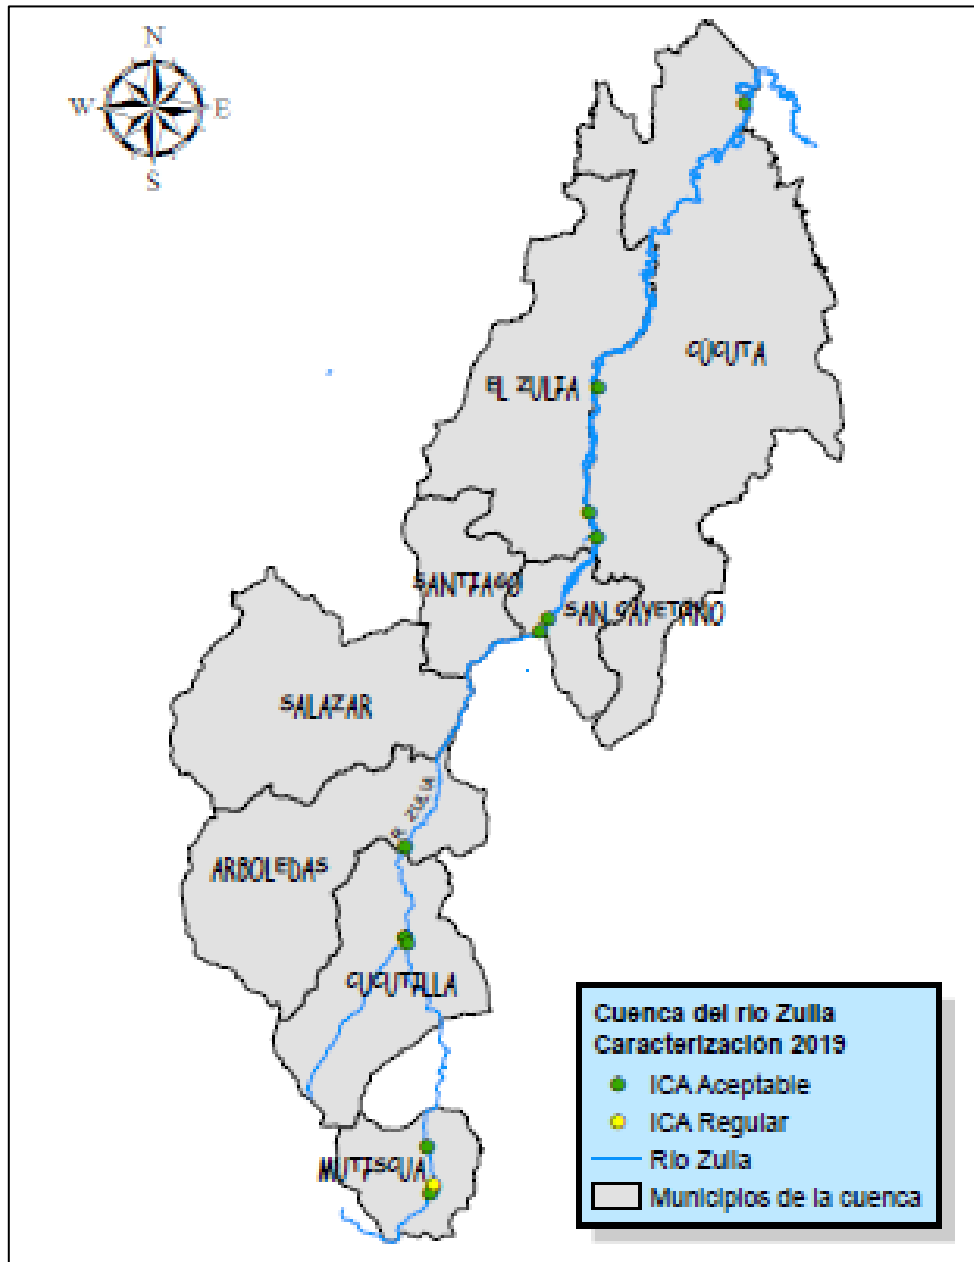 N
W E
S
CUCUTA
EL ZULIA
SANTIAGO
SAN CAYETANO
SALAZAR
R ZULIA
ARBOLEDAS
CUCUTILLA
MUTISCUA
Cuenca del río Zulia
Caracterización 2019
ICA Aceptable
ICA Regular
Río Zulia
Municipios de la cuenca